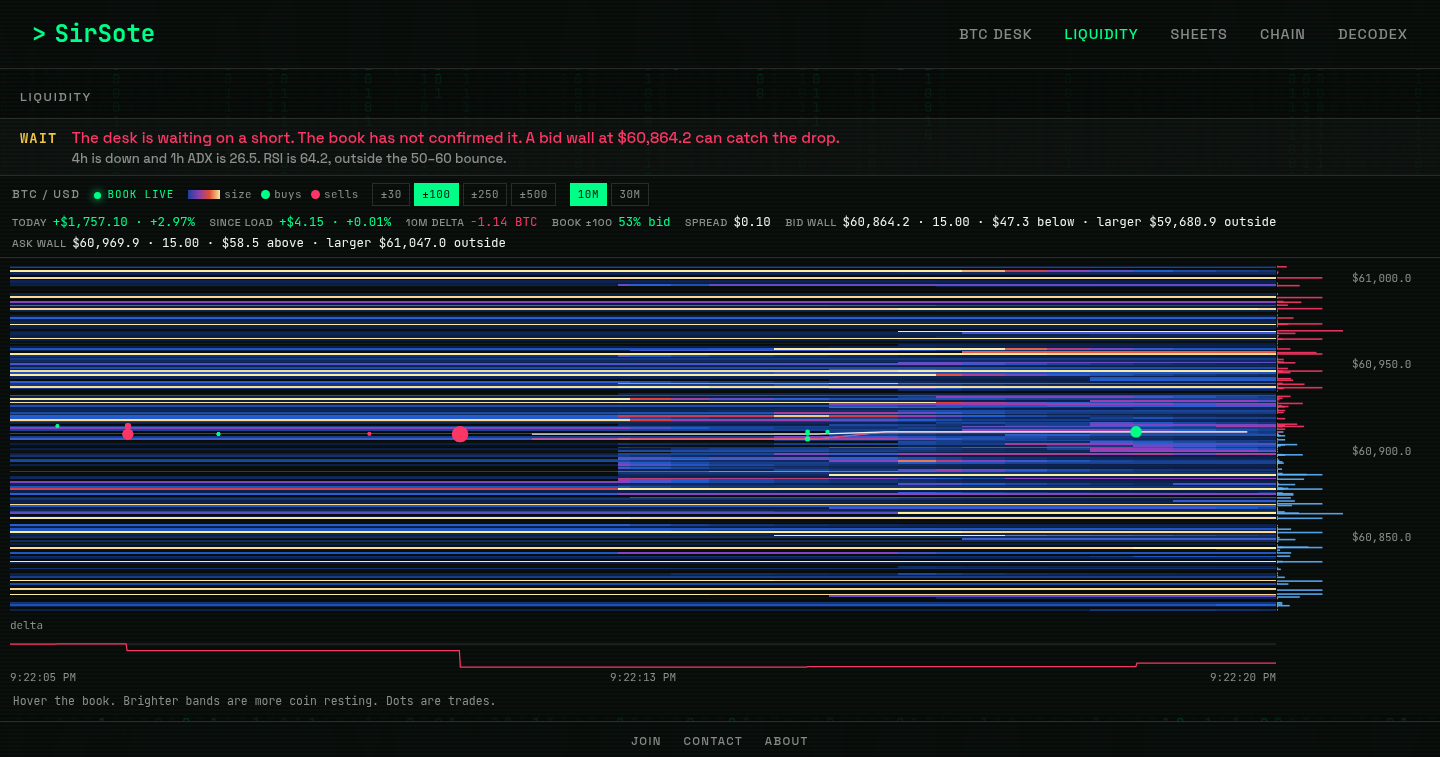 > SirSote
BTC DESK LIQUIDITY SHEETS CHAIN DECODEX
LIQUIDITY
WAIT The desk is waiting on a short. The book has not confirmed it. A bid wall at $60,864.2 can catch the drop.
4h is down and 1h ADX is 26.5. RSI is 64.2, outside the 50–60 bounce.
BTC / USD BOOK LIVE size buys sells ±30 ±100 ±250 ±500 10M 30M
TODAY +$1,757.10 · +2.97% SINCE LOAD +$4.15 · +0.01% 10M DELTA -1.14 BTC BOOK ±100 53% bid SPREAD $0.10 BID WALL $60,864.2 · 15.00 · $47.3 below · larger $59,680.9 outside
ASK WALL $60,969.9 · 15.00 · $58.5 above · larger $61,047.0 outside
$61,000.0
$60,950.0
$60,900.0
$60,850.0
delta
9:22:05 PM 9:22:13 PM 9:22:20 PM
Hover the book. Brighter bands are more coin resting. Dots are trades.
JOIN CONTACT ABOUT